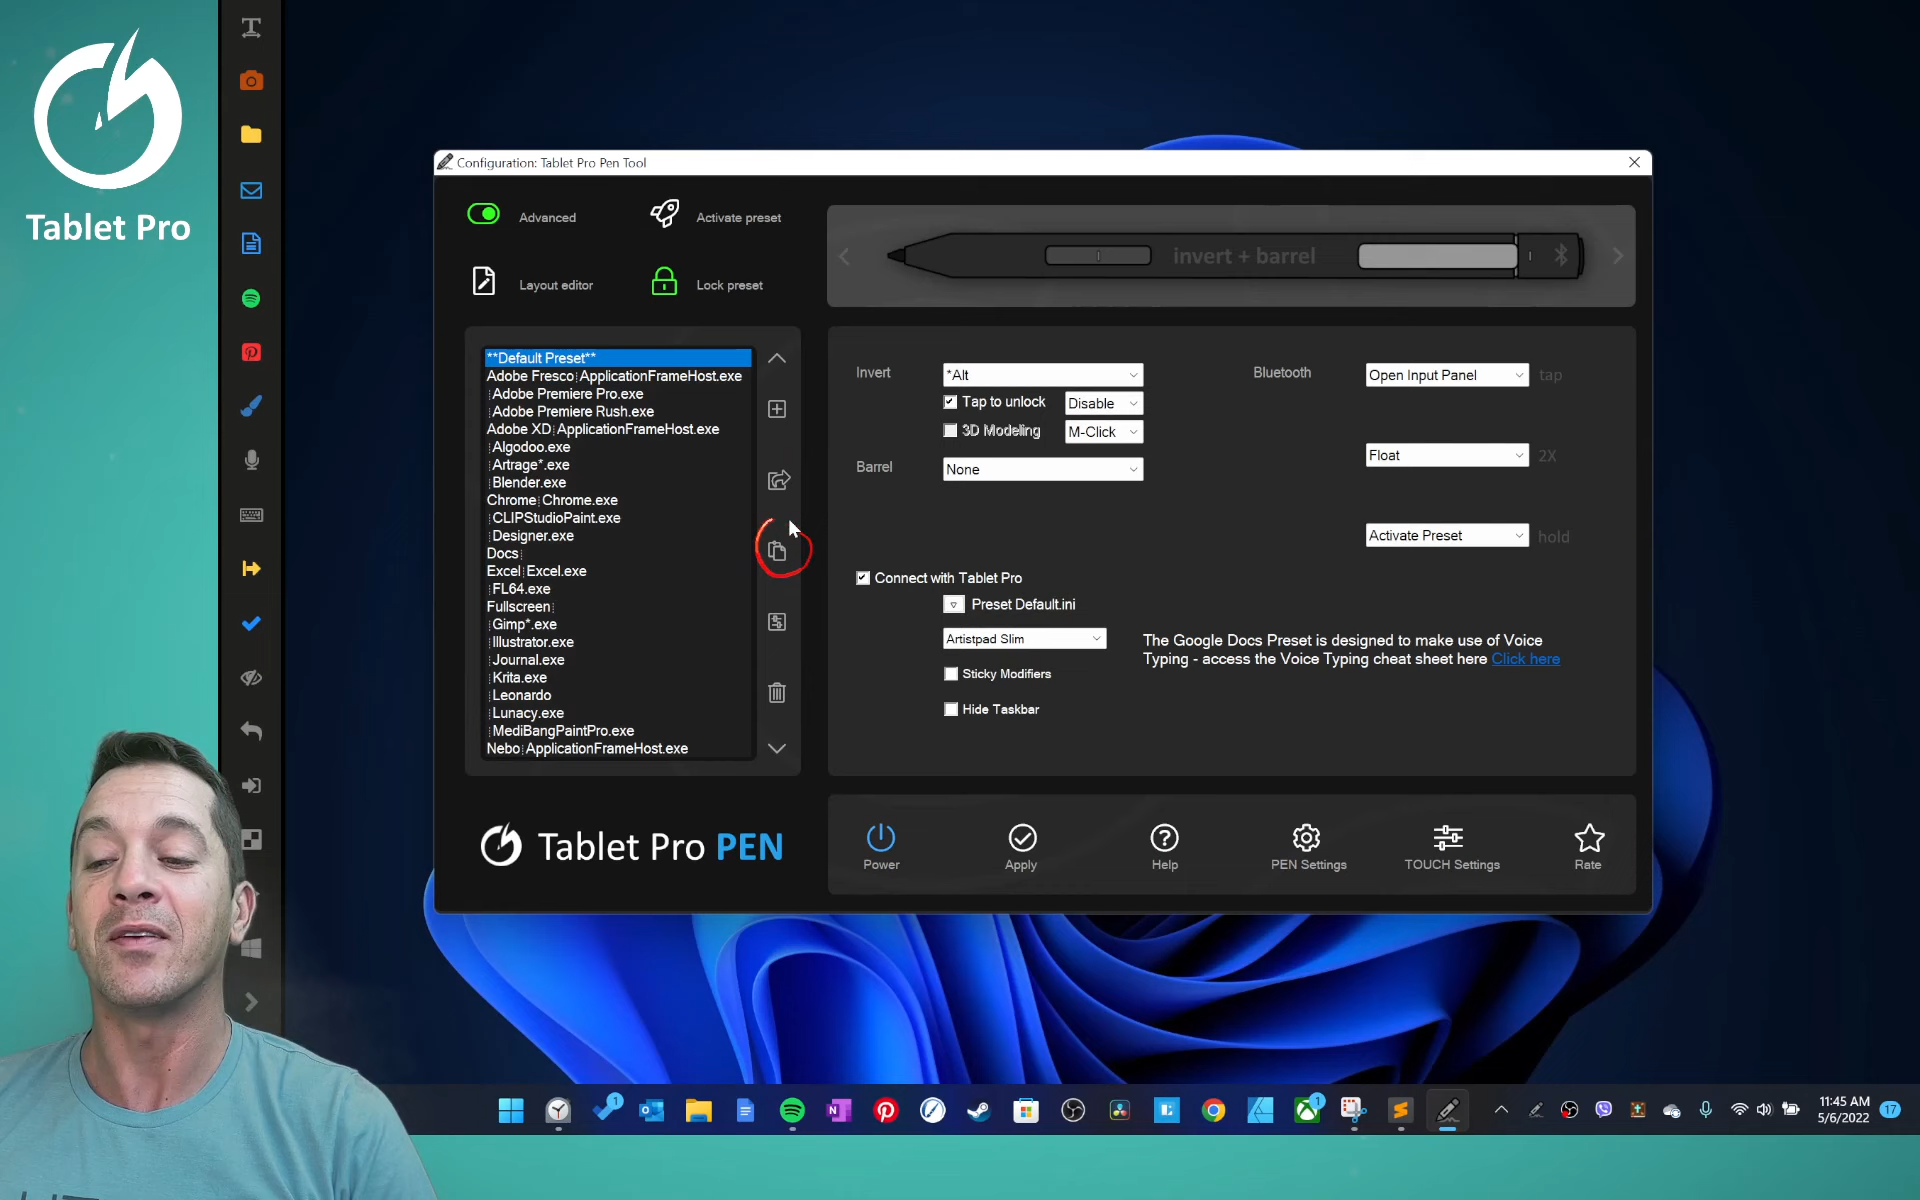 Tablet Pro
Configuration: Tablet Pro Pen Tool
Advanced
Activate preset
Layout editor
Lock preset
invert + barrel
**Default Preset**
Adobe Fresco¦ApplicationFrameHost.exe
¦Adobe Premiere Pro.exe
¦Adobe Premiere Rush.exe
Adobe XD¦ApplicationFrameHost.exe
¦Algodoo.exe
¦Artrage*.exe
¦Blender.exe
Chrome¦Chrome.exe
¦CLIPStudioPaint.exe
¦Designer.exe
Docs¦
Excel¦Excel.exe
¦FL64.exe
Fullscreen¦
¦Gimp*.exe
¦Illustrator.exe
¦Journal.exe
¦Krita.exe
¦Leonardo
¦Lunacy.exe
¦MediBangPaintPro.exe
Nebo¦ApplicationFrameHost.exe
Invert
*Alt
Tap to unlock
Disable
3D Modeling
M-Click
Barrel
None
Bluetooth
Open Input Panel
tap
Float
2X
Activate Preset
hold
Connect with Tablet Pro
Preset Default.ini
Artistpad Slim
Sticky Modifiers
Hide Taskbar
The Google Docs Preset is designed to make use of Voice
Typing - access the Voice Typing cheat sheet here Click here
Tablet Pro PEN
Power
Apply
Help
PEN Settings
TOUCH Settings
Rate
1
1
11:45 AM
5/6/2022
17